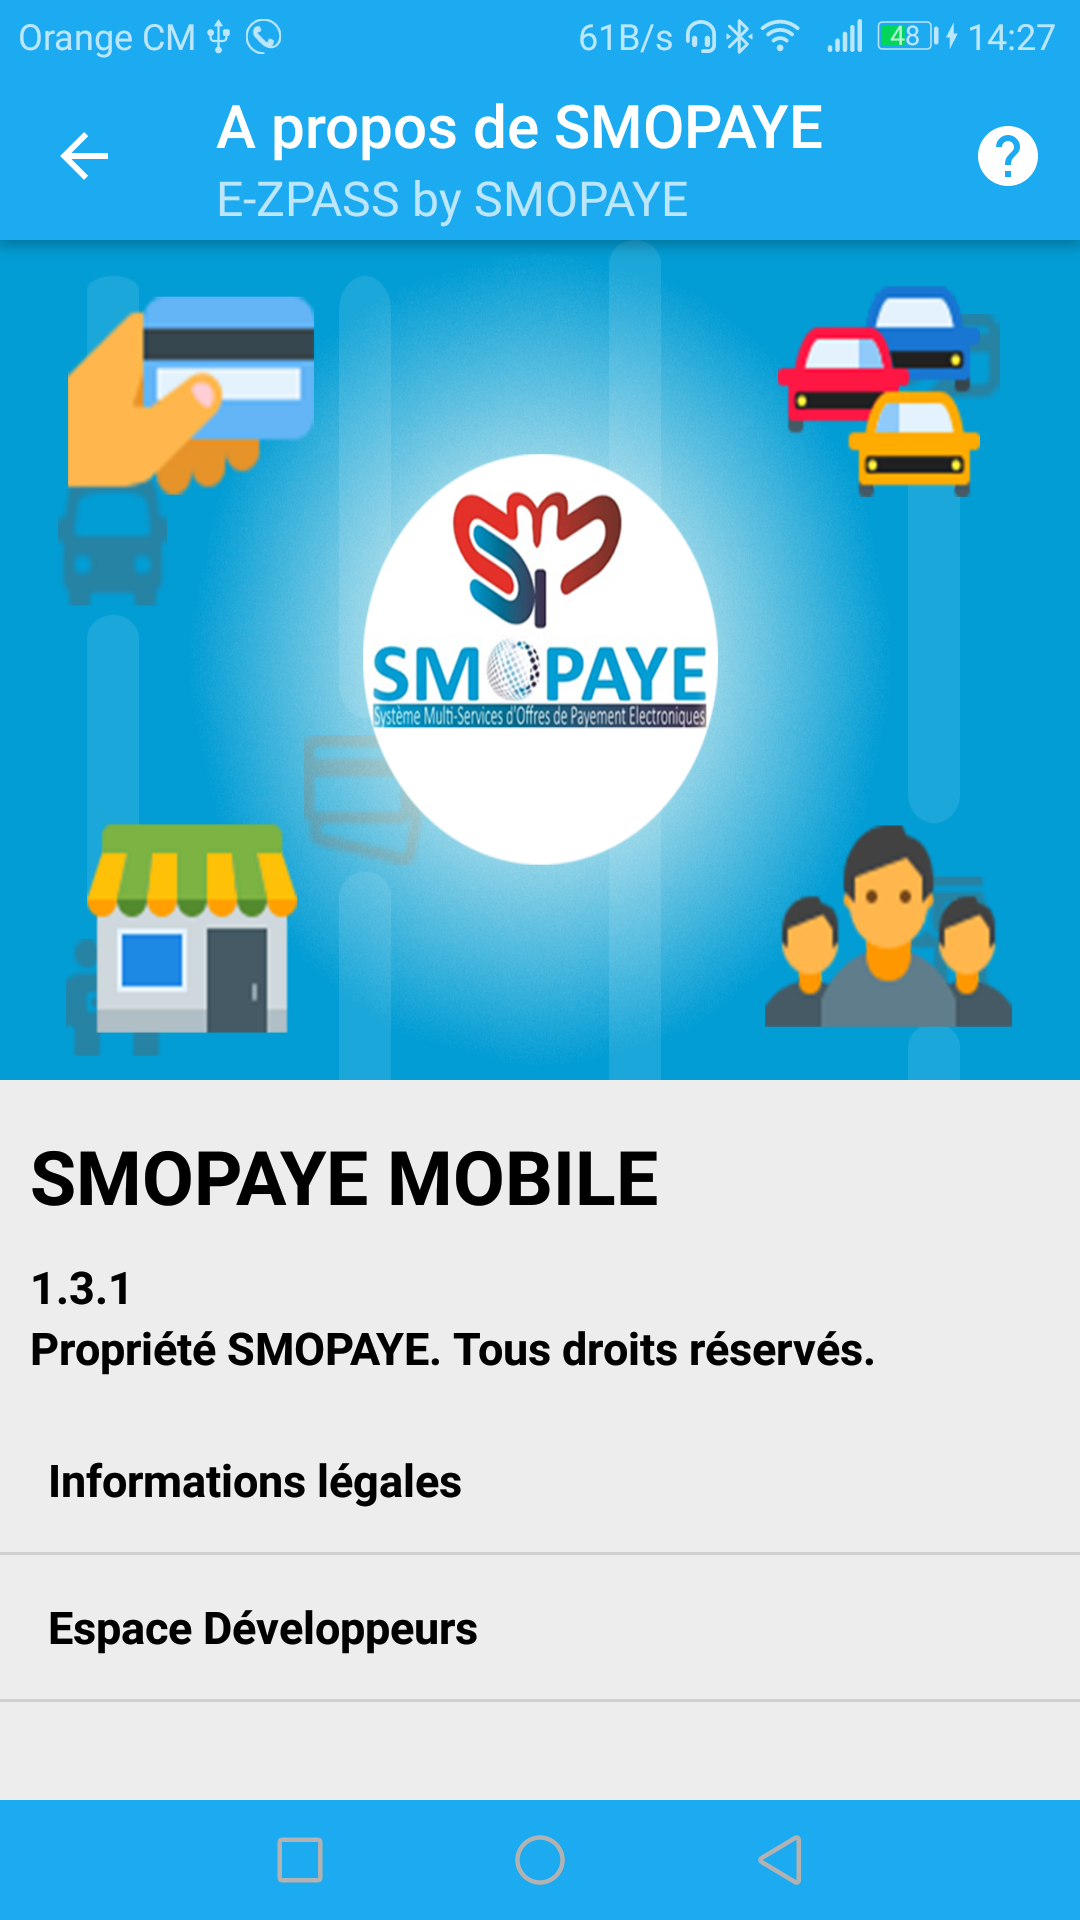 Orange CM 61B/s 48 14:27
A propos de SMOPAYE
E-ZPASS by SMOPAYE
SMOPAYE
Système Multi-Services d'Offres de Payement Electroniques
SMOPAYE MOBILE
1.3.1
Propriété SMOPAYE. Tous droits réservés.
Informations légales
Espace Développeurs